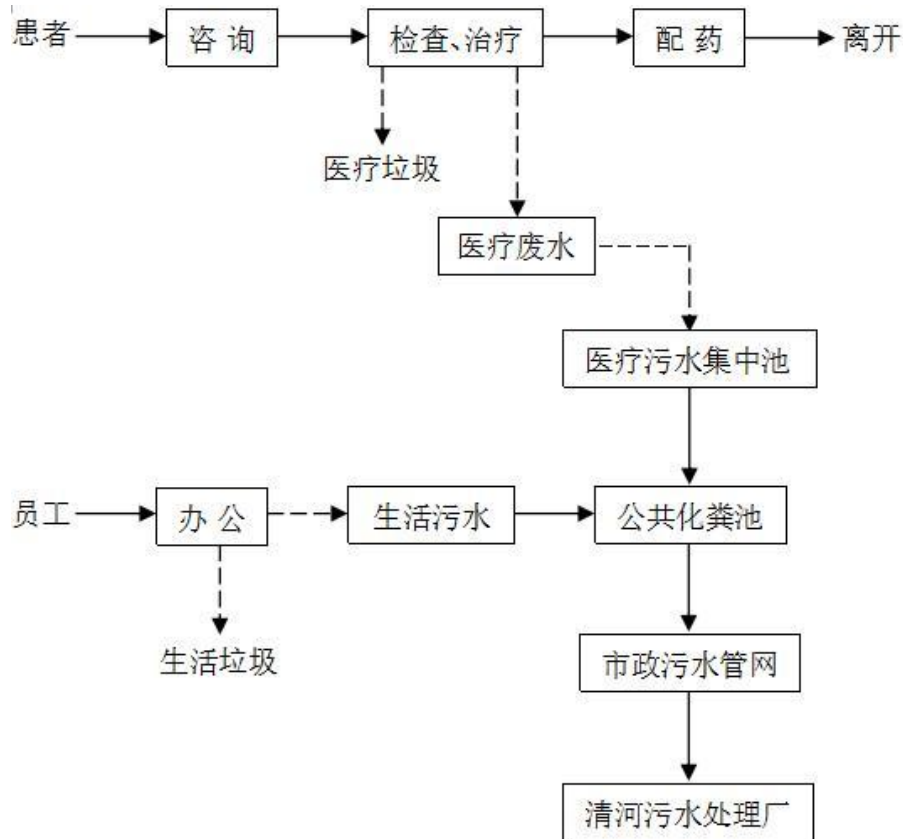 患者
咨 询
检查、治疗
配 药
离开
医疗垃圾
医疗废水
医疗污水集中池
员工
办 公
生活污水
公共化粪池
生活垃圾
市政污水管网
清河污水处理厂